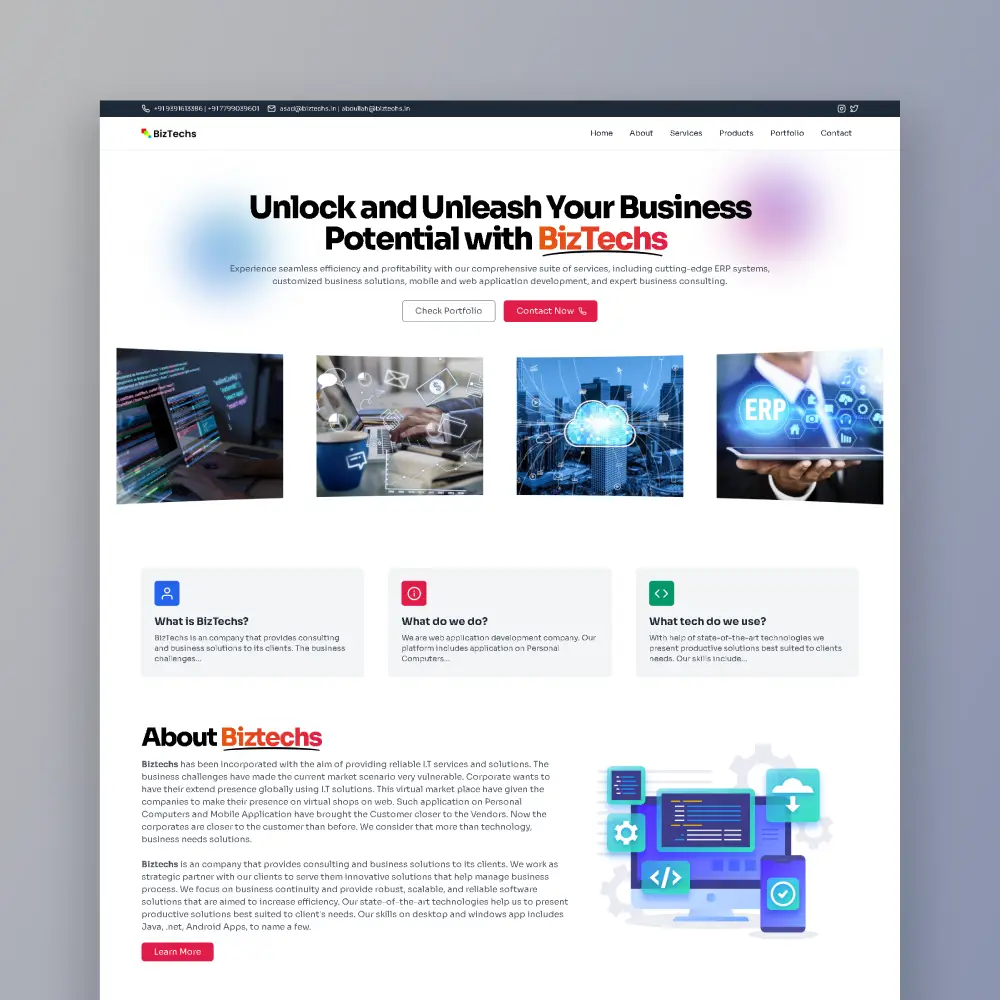 +91 9391613386 | +91 7799039601 asad@biztechs.in | abdullah@biztechs.in
BizTechs
Home About Services Products Portfolio Contact
Unlock and Unleash Your Business
Potential with BizTechs
Experience seamless efficiency and profitability with our comprehensive suite of services, including cutting-edge ERP systems,
customized business solutions, mobile and web application development, and expert business consulting.
Check Portfolio Contact Now
ERP
What is BizTechs?
BizTechs is an company that provides consulting
and business solutions to its clients. The business
challenges...
What do we do?
We are web application development company. Our
platform includes application on Personal
Computers...
What tech do we use?
With help of state-of-the-art technologies we
present productive solutions best suited to clients
needs. Our skills include...
About Biztechs
Biztechs has been incorporated with the aim of providing reliable I.T services and solutions. The
business challenges have made the current market scenario very vulnerable. Corporate wants to
have their extend presence globally using I.T solutions. This virtual market place have given the
companies to make their presence on virtual shops on web. Such application on Personal
Computers and Mobile Application have brought the Customer closer to the Vendors. Now the
corporates are closer to the customer than before. We consider that more than technology,
business needs solutions.
Biztechs is an company that provides consulting and business solutions to its clients. We work as
strategic partner with our clients to serve them innovative solutions that help manage business
process. We focus on business continuity and provide robust, scalable, and reliable software
solutions that are aimed to increase efficiency. Our state-of-the-art technologies help us to present
productive solutions best suited to client's needs. Our skills on desktop and windows app includes
Java, .net, Android Apps, to name a few.
Learn More